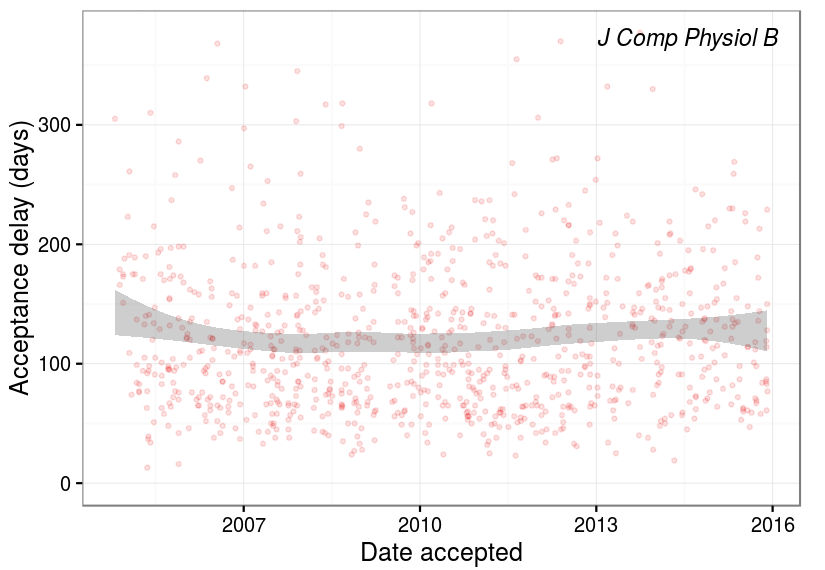 J Comp Physiol B
Acceptance delay (days)
300
200
100
0
2007 2010 2013 2016
Date accepted